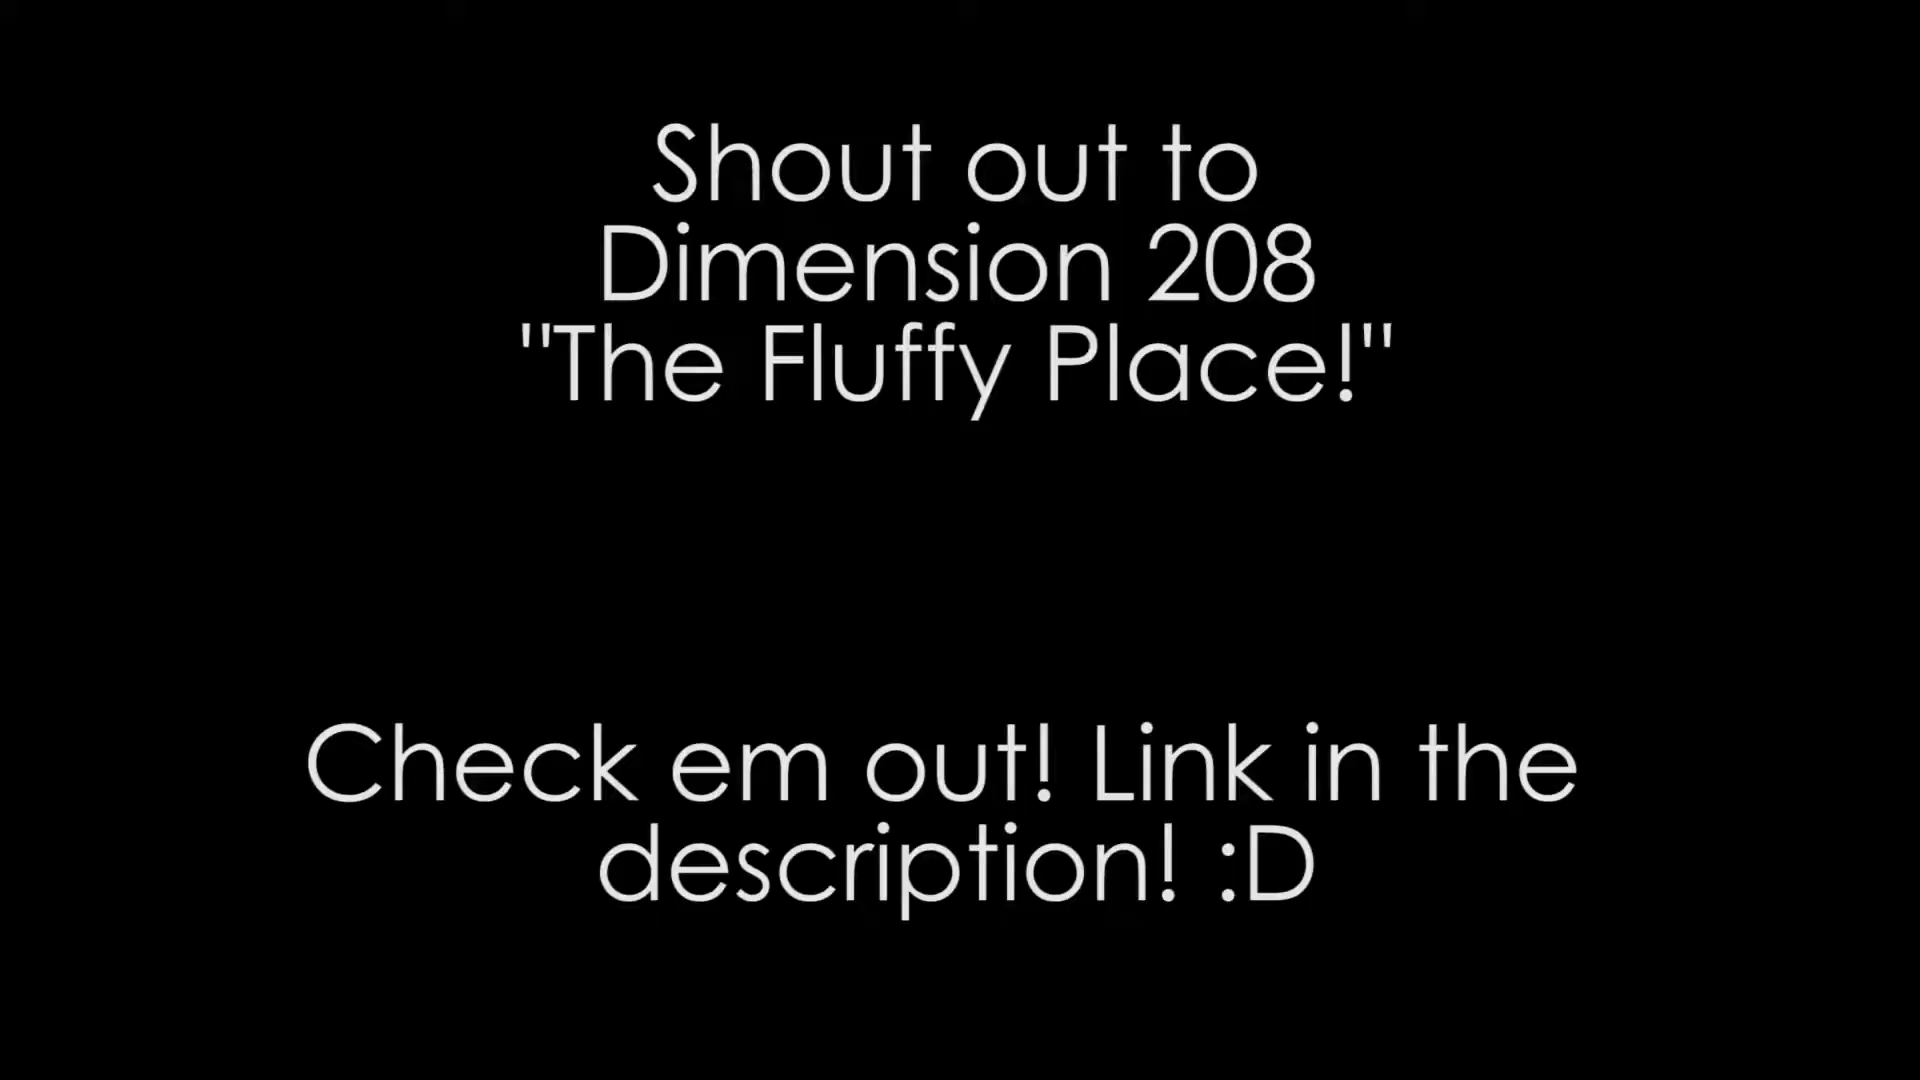 Shout out to
Dimension 208
"The Fluffy Place!"
Check em out! Link in the
description! :D